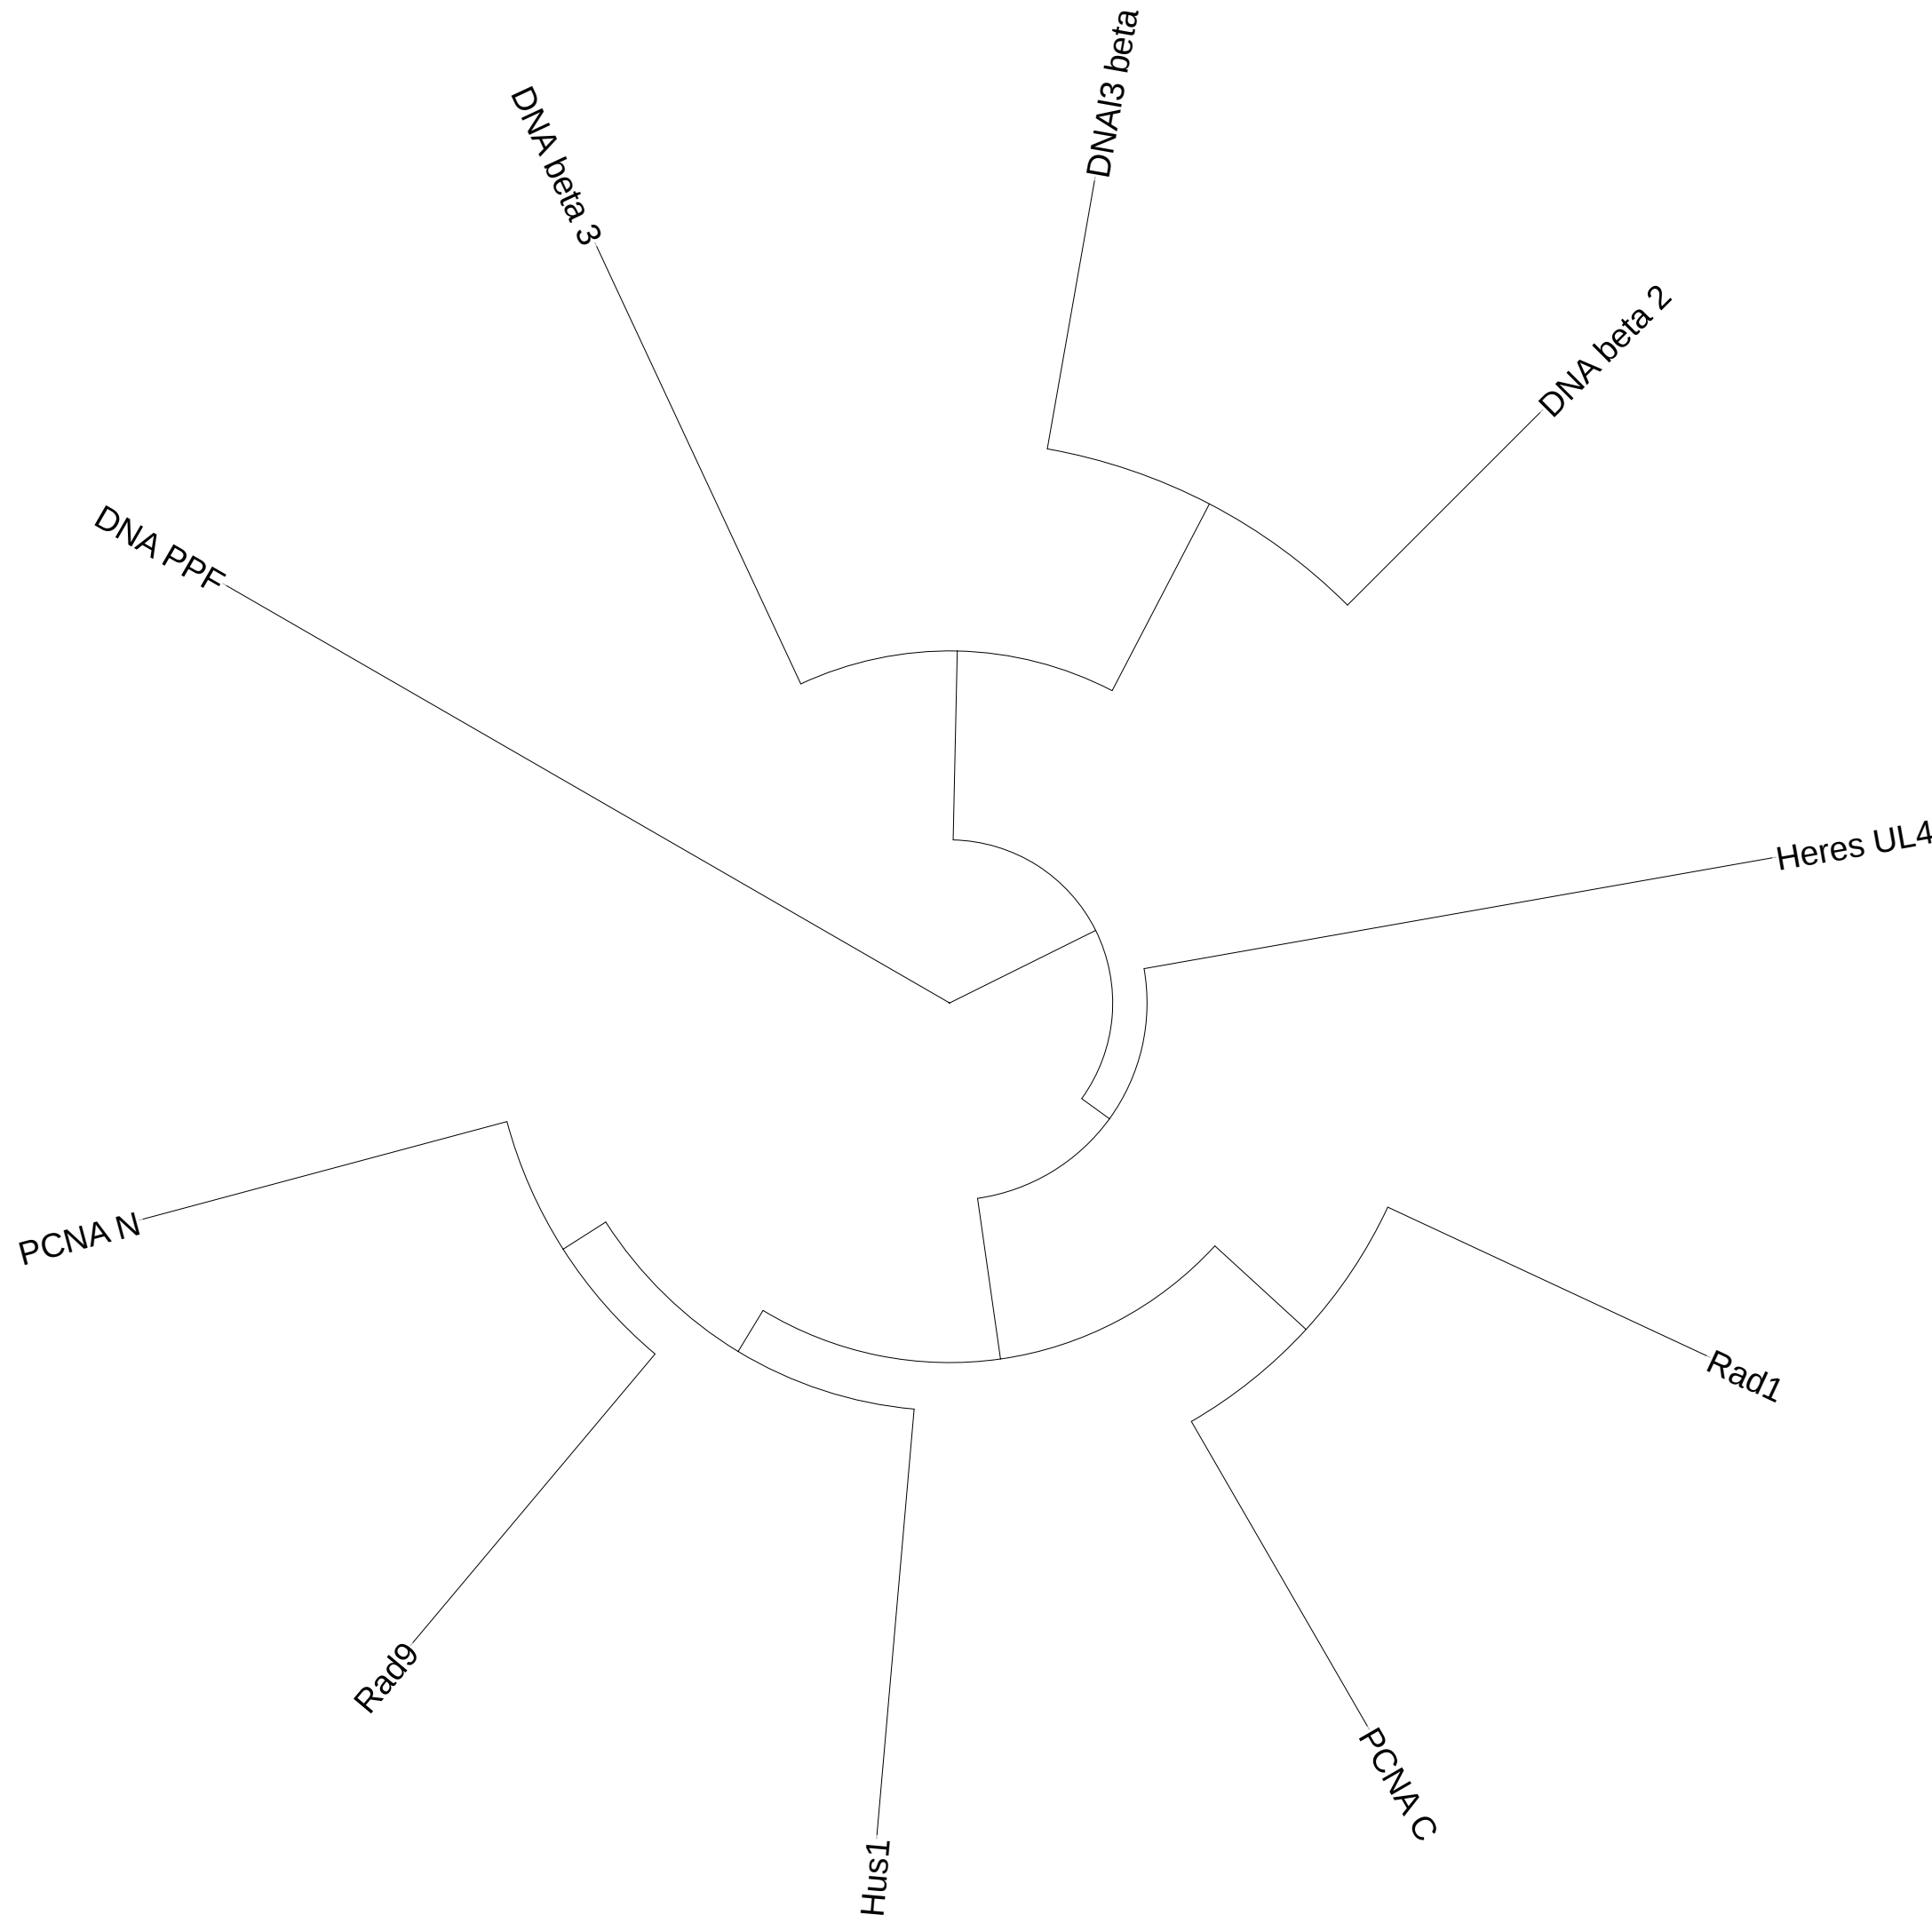 DNAI3 beta
DNA beta 3
DNA beta 2
DNA PPF
Heres UL4
PCNA N
Rad1
Rad9
PCNA C
Hus1